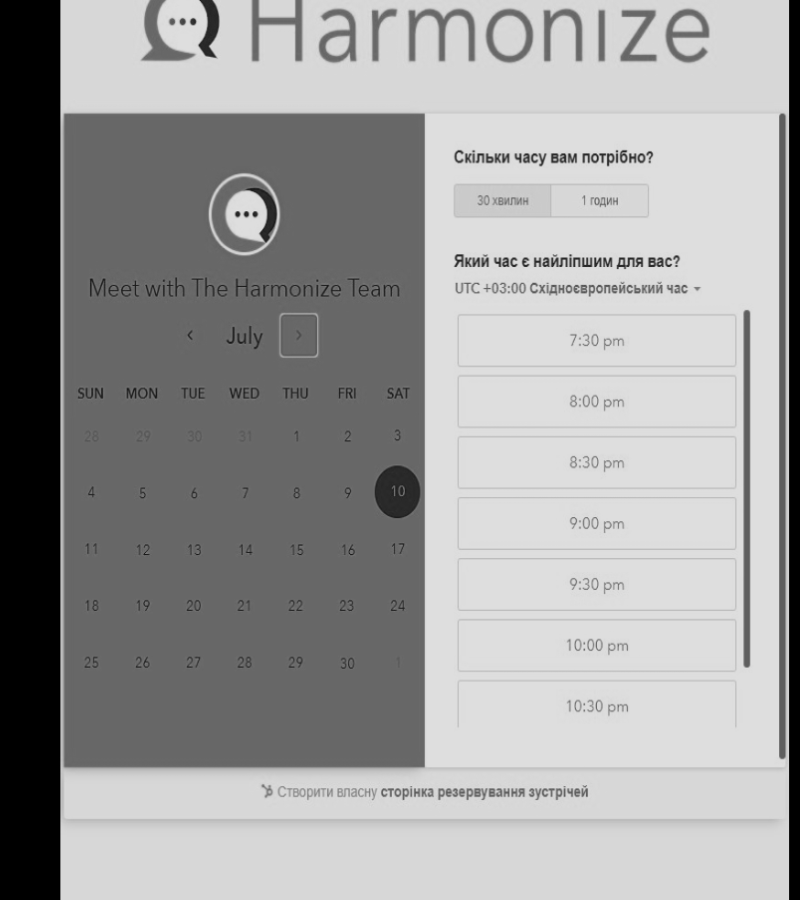 Harmonize
Meet with The Harmonize Team
July
SUN MON TUE WED THU FRI SAT
28 29 30 31 1 2 3
4 5 6 7 8 9 10
11 12 13 14 15 16 17
18 19 20 21 22 23 24
25 26 27 28 29 30 1
Скільки часу вам потрібно?
30 хвилин 1 годин
Який час є найліпшим для вас?
UTC +03:00 Східноєвропейський час
7:30 pm
8:00 pm
8:30 pm
9:00 pm
9:30 pm
10:00 pm
10:30 pm
Створити власну сторінка резервування зустрічей